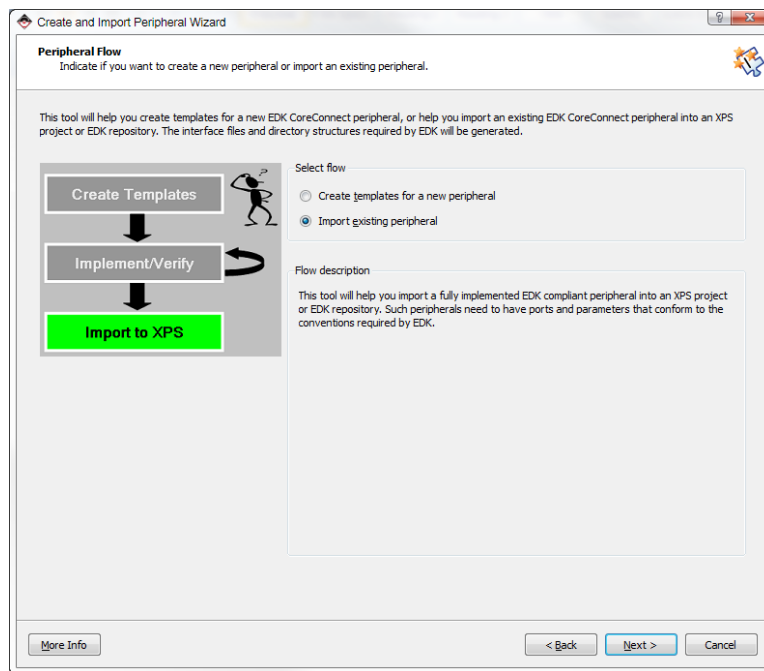 Create and Import Peripheral Wizard
Peripheral Flow
Indicate if you want to create a new peripheral or import an existing peripheral.
This tool will help you create templates for a new EDK CoreConnect peripheral, or help you import an existing EDK CoreConnect peripheral into an XPS
project or EDK repository. The interface files and directory structures required by EDK will be generated.
Create Templates
Implement/Verify
Import to XPS
Select flow
Create templates for a new peripheral
Import existing peripheral
Flow description
This tool will help you import a fully implemented EDK compliant peripheral into an XPS project
or EDK repository. Such peripherals need to have ports and parameters that conform to the
conventions required by EDK.
More Info
< Back
Next >
Cancel